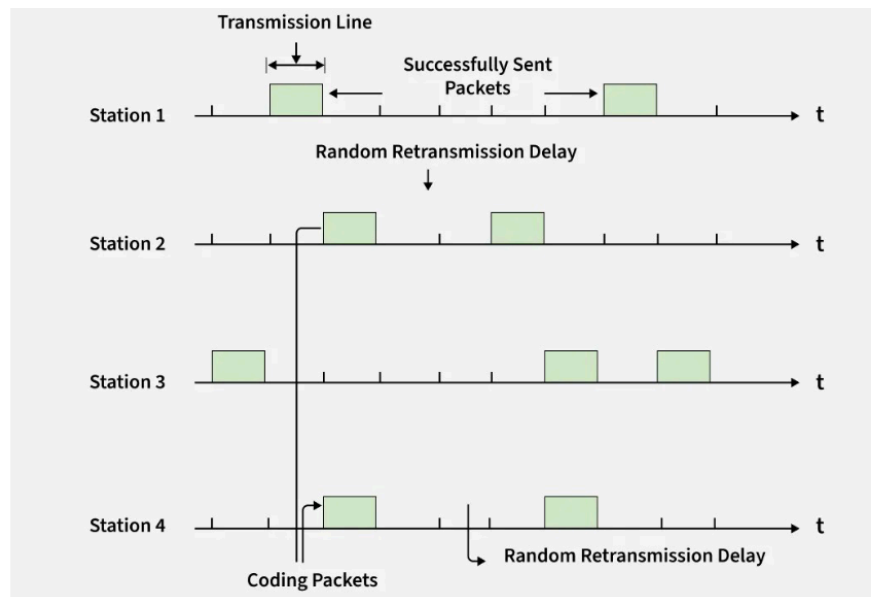 Transmission Line
Successfully Sent
Packets
Station 1
t
Random Retransmission Delay
Station 2
t
Station 3
t
Station 4
t
Random Retransmission Delay
Coding Packets